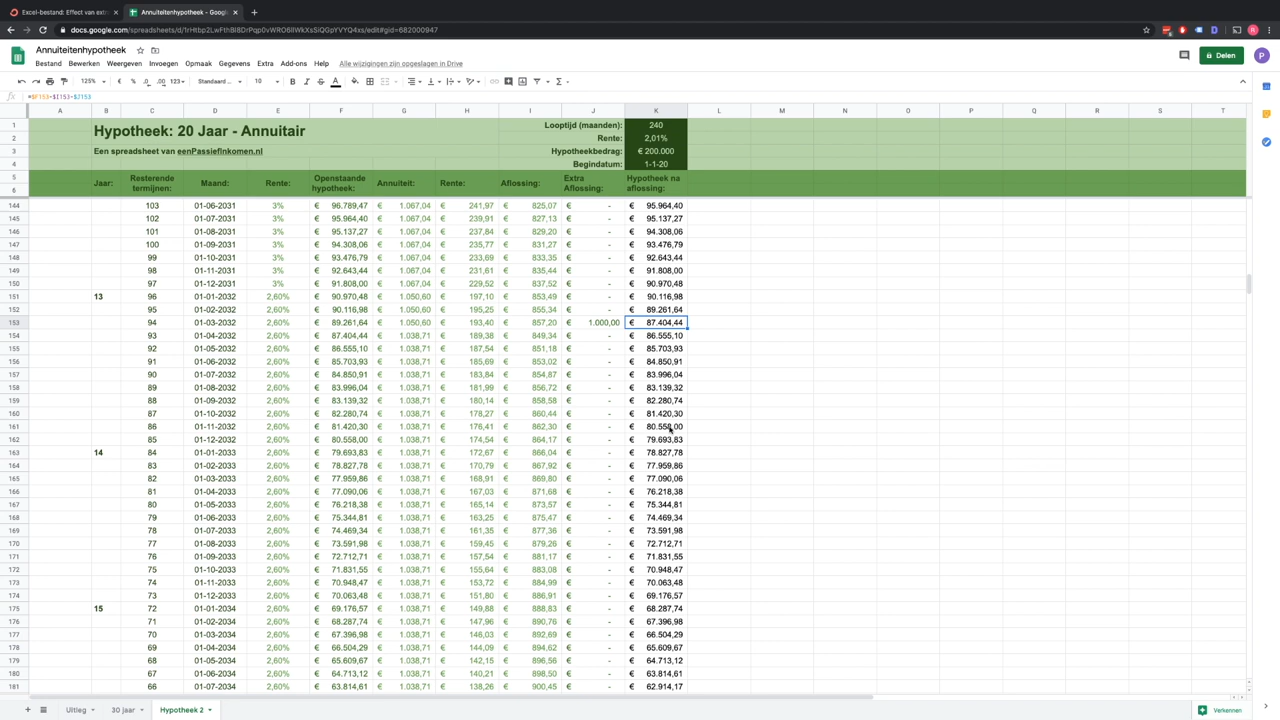 Excel-bestand: Effect van extr
Annuïteitenhypotheek - Googl
docs.google.com/spreadsheets/d/1rHtbp2LwFthBl8DrPqp0vWRO6llWkXsSiQGpVYQ4xs/edit#gid=682000947
Annuïteitenhypotheek
Bestand Bewerken Weergeven Invoegen Opmaak Gegevens Extra Add-ons Help Alle wijzigingen zijn opgeslagen in Drive
Delen
125% € % .0 .00 123 Standaard ... 10 B I S A
fx =$F153-$I153-$J153
A B C D E F G H I J K L M N O P Q R S T
1 Hypotheek: 20 Jaar - Annuitair Looptijd (maanden): 240
2 Rente: 2,01%
3 Een spreadsheet van eenPassiefinkomen.nl Hypotheekbedrag: € 200.000
4 Begindatum: 1-1-20
5 Jaar: Resterende termijnen: Maand: Rente: Openstaande hypotheek: Annuiteit: Rente: Aflossing: Extra Aflossing: Hypotheek na aflossing:
6
144 103 01-06-2031 3% € 96.789,47 € 1.067,04 € 241,97 € 825,07 € - € 95.964,40
145 102 01-07-2031 3% € 95.964,40 € 1.067,04 € 239,91 € 827,13 € - € 95.137,27
146 101 01-08-2031 3% € 95.137,27 € 1.067,04 € 237,84 € 829,20 € - € 94.308,06
147 100 01-09-2031 3% € 94.308,06 € 1.067,04 € 235,77 € 831,27 € - € 93.476,79
148 99 01-10-2031 3% € 93.476,79 € 1.067,04 € 233,69 € 833,35 € - € 92.643,44
149 98 01-11-2031 3% € 92.643,44 € 1.067,04 € 231,61 € 835,44 € - € 91.808,00
150 97 01-12-2031 3% € 91.808,00 € 1.067,04 € 229,52 € 837,52 € - € 90.970,48
151 13 96 01-01-2032 2,60% € 90.970,48 € 1.050,60 € 197,10 € 853,49 € - € 90.116,98
152 95 01-02-2032 2,60% € 90.116,98 € 1.050,60 € 195,25 € 855,34 € - € 89.261,64
153 94 01-03-2032 2,60% € 89.261,64 € 1.050,60 € 193,40 € 857,20 € 1.000,00 € 87.404,44
154 93 01-04-2032 2,60% € 87.404,44 € 1.038,71 € 189,38 € 849,34 € - € 86.555,10
155 92 01-05-2032 2,60% € 86.555,10 € 1.038,71 € 187,54 € 851,18 € - € 85.703,93
156 91 01-06-2032 2,60% € 85.703,93 € 1.038,71 € 185,69 € 853,02 € - € 84.850,91
157 90 01-07-2032 2,60% € 84.850,91 € 1.038,71 € 183,84 € 854,87 € - € 83.996,04
158 89 01-08-2032 2,60% € 83.996,04 € 1.038,71 € 181,99 € 856,72 € - € 83.139,32
159 88 01-09-2032 2,60% € 83.139,32 € 1.038,71 € 180,14 € 858,58 € - € 82.280,74
160 87 01-10-2032 2,60% € 82.280,74 € 1.038,71 € 178,27 € 860,44 € - € 81.420,30
161 86 01-11-2032 2,60% € 81.420,30 € 1.038,71 € 176,41 € 862,30 € - € 80.558,00
162 85 01-12-2032 2,60% € 80.558,00 € 1.038,71 € 174,54 € 864,17 € - € 79.693,83
163 14 84 01-01-2033 2,60% € 79.693,83 € 1.038,71 € 172,67 € 866,04 € - € 78.827,78
164 83 01-02-2033 2,60% € 78.827,78 € 1.038,71 € 170,79 € 867,92 € - € 77.959,86
165 82 01-03-2033 2,60% € 77.959,86 € 1.038,71 € 168,91 € 869,80 € - € 77.090,06
166 81 01-04-2033 2,60% € 77.090,06 € 1.038,71 € 167,03 € 871,68 € - € 76.218,38
167 80 01-05-2033 2,60% € 76.218,38 € 1.038,71 € 165,14 € 873,57 € - € 75.344,81
168 79 01-06-2033 2,60% € 75.344,81 € 1.038,71 € 163,25 € 875,47 € - € 74.469,34
169 78 01-07-2033 2,60% € 74.469,34 € 1.038,71 € 161,35 € 877,36 € - € 73.591,98
170 77 01-08-2033 2,60% € 73.591,98 € 1.038,71 € 159,45 € 879,26 € - € 72.712,71
171 76 01-09-2033 2,60% € 72.712,71 € 1.038,71 € 157,54 € 881,17 € - € 71.831,55
172 75 01-10-2033 2,60% € 71.831,55 € 1.038,71 € 155,64 € 883,08 € - € 70.948,47
173 74 01-11-2033 2,60% € 70.948,47 € 1.038,71 € 153,72 € 884,99 € - € 70.063,48
174 73 01-12-2033 2,60% € 70.063,48 € 1.038,71 € 151,80 € 886,91 € - € 69.176,57
175 15 72 01-01-2034 2,60% € 69.176,57 € 1.038,71 € 149,88 € 888,83 € - € 68.287,74
176 71 01-02-2034 2,60% € 68.287,74 € 1.038,71 € 147,96 € 890,76 € - € 67.396,98
177 70 01-03-2034 2,60% € 67.396,98 € 1.038,71 € 146,03 € 892,69 € - € 66.504,29
178 69 01-04-2034 2,60% € 66.504,29 € 1.038,71 € 144,09 € 894,62 € - € 65.609,67
179 68 01-05-2034 2,60% € 65.609,67 € 1.038,71 € 142,15 € 896,56 € - € 64.713,12
180 67 01-06-2034 2,60% € 64.713,12 € 1.038,71 € 140,21 € 898,50 € - € 63.814,61
181 66 01-07-2034 2,60% € 63.814,61 € 1.038,71 € 138,26 € 900,45 € - € 62.914,17
Uitleg 30 jaar Hypotheek 2 Verkennen